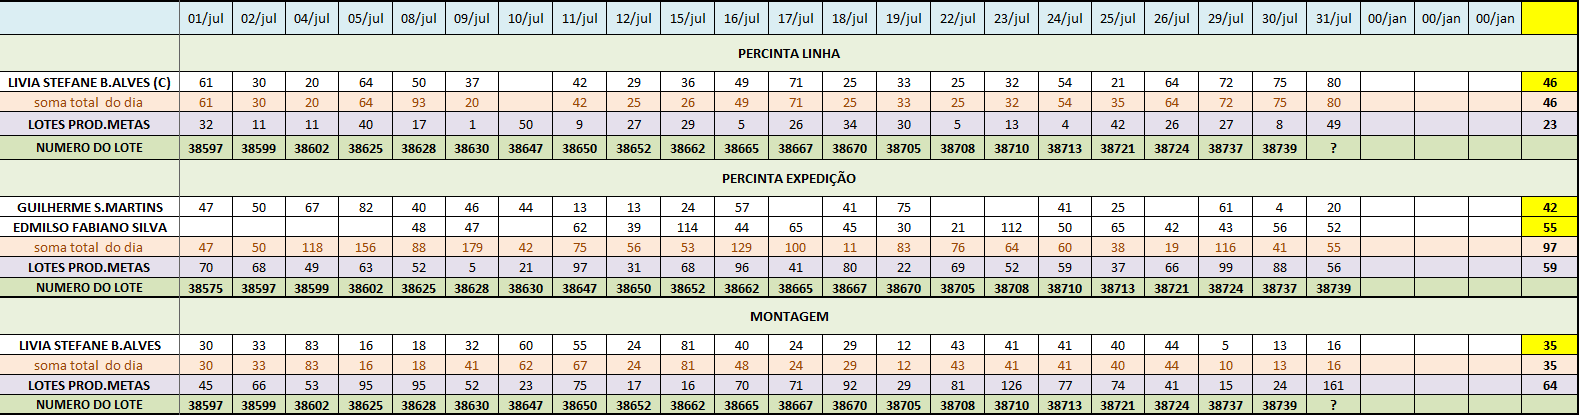 01/jul 02/jul 04/jul 05/jul 08/jul 09/jul 10/jul 11/jul 12/jul 15/jul 16/jul 17/jul 18/jul 19/jul 22/jul 23/jul 24/jul 25/jul 26/jul 29/jul 30/jul 31/jul 00/jan 00/jan 00/jan
PERCINTA LINHA
LIVIA STEFANE B.ALVES (C) 61 30 20 64 50 37 42 29 36 49 71 25 33 25 32 54 21 64 72 75 80 46
soma total do dia 61 30 20 64 93 20 42 25 26 49 71 25 33 25 32 54 35 64 72 75 80 46
LOTES PROD.METAS 32 11 11 40 17 1 50 9 27 29 5 26 34 30 5 13 4 42 26 27 8 49 23
NUMERO DO LOTE 38597 38599 38602 38625 38628 38630 38647 38650 38652 38662 38665 38667 38670 38705 38708 38710 38713 38721 38724 38737 38739 ?
PERCINTA EXPEDIÇÃO
GUILHERME S.MARTINS 47 50 67 82 40 46 44 13 13 24 57 41 75 41 25 61 4 20 42
EDMILSO FABIANO SILVA 48 47 62 39 114 44 65 45 30 21 112 50 65 42 43 56 52 55
soma total do dia 47 50 118 156 88 179 42 75 56 53 129 100 11 83 76 64 60 38 19 116 41 55 97
LOTES PROD.METAS 70 68 49 63 52 5 21 97 31 68 96 41 80 22 69 52 59 37 66 99 88 56 59
NUMERO DO LOTE 38575 38597 38599 38602 38625 38628 38630 38647 38650 38652 38662 38665 38667 38670 38705 38708 38710 38713 38721 38724 38737 38739
MONTAGEM
LIVIA STEFANE B.ALVES 30 33 83 16 18 32 60 55 24 81 40 24 29 12 43 41 41 40 44 5 13 16 35
soma total do dia 30 33 83 16 18 41 62 67 24 48 40 24 29 12 43 41 41 40 44 10 13 16 35
LOTES PROD.METAS 45 66 53 95 95 52 23 75 17 16 70 71 92 29 81 126 77 74 41 15 24 161 64
NUMERO DO LOTE 38597 38599 38602 38625 38628 38630 38647 38650 38652 38662 38665 38667 38670 38705 38708 38710 38713 38721 38724 38737 38739 ?